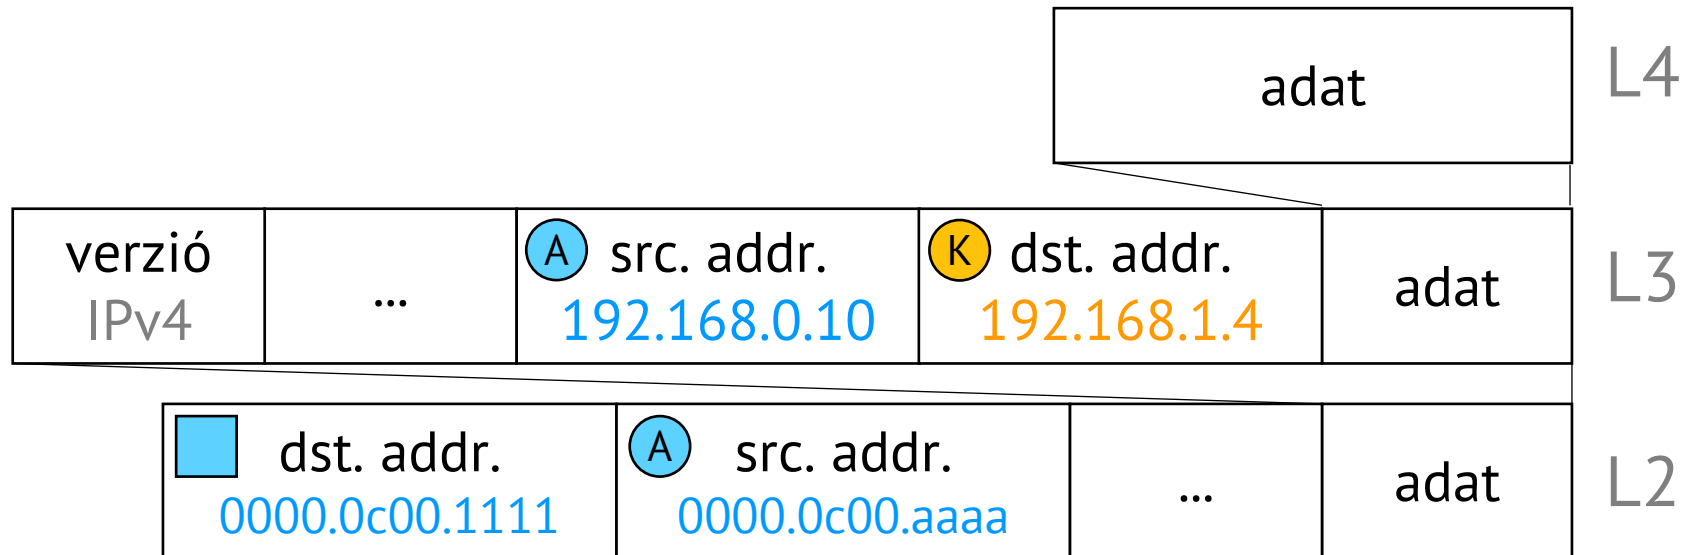 adat
L4
verzió
IPv4
...
A
src. addr.
192.168.0.10
K
dst. addr.
192.168.1.4
adat
L3
dst. addr.
0000.0c00.1111
A
src. addr.
0000.0c00.aaaa
...
adat
L2